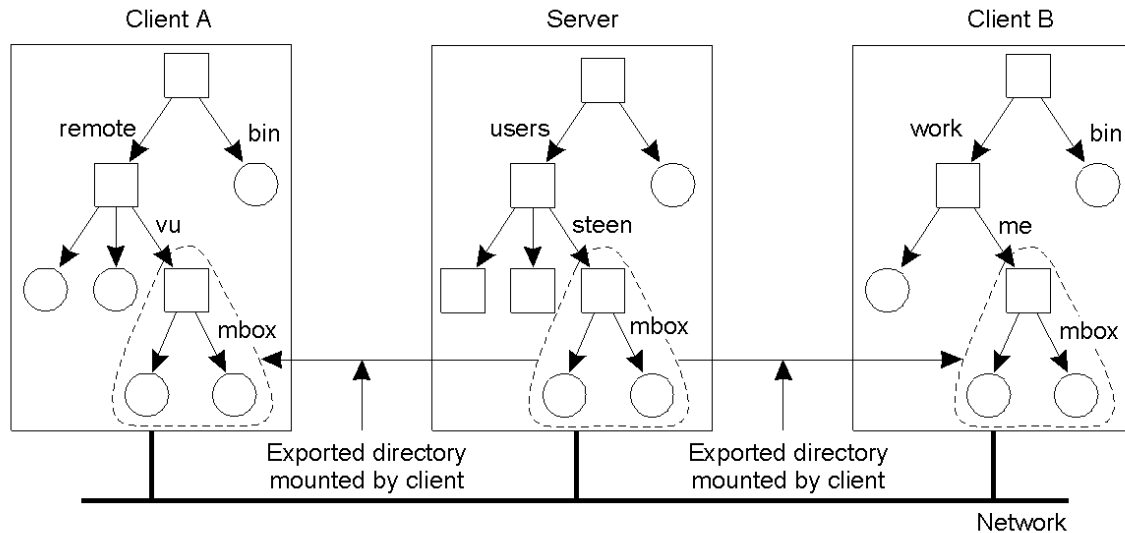 Client A
Server
Client B
remote
bin
users
work
bin
vu
steen
me
mbox
mbox
mbox
Exported directory
mounted by client
Exported directory
mounted by client
Network